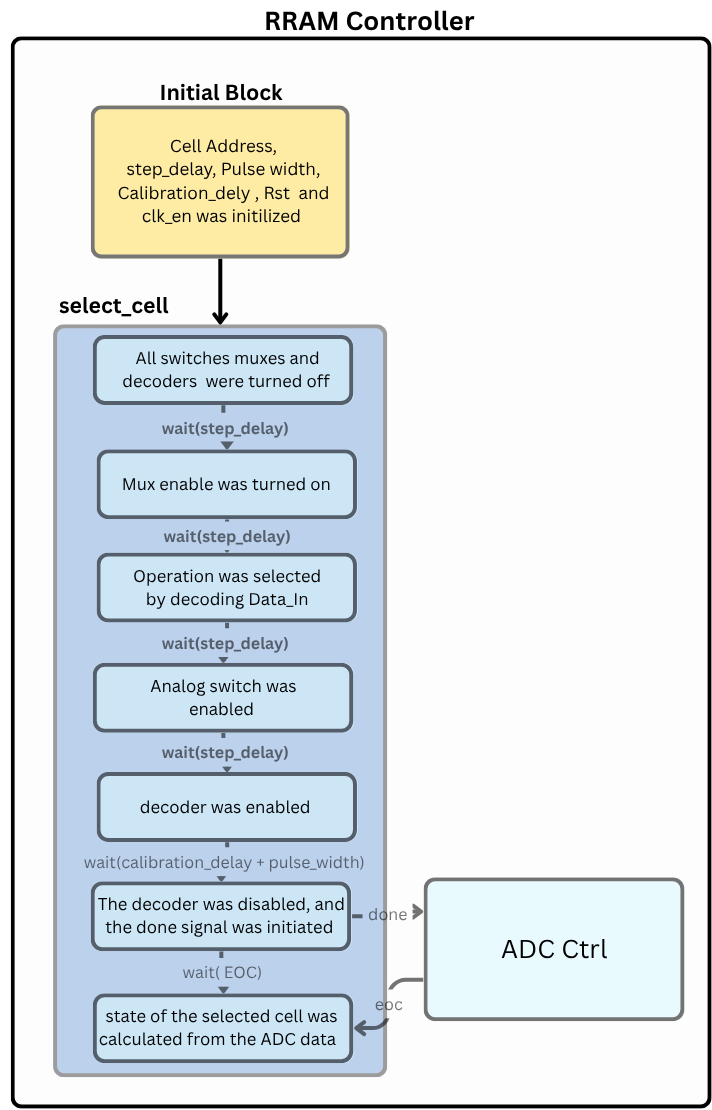 RRAM Controller
Initial Block
Cell Address,
step_delay, Pulse width,
Calibration_dely , Rst and
clk_en was initilized
select_cell
All switches muxes and
decoders were turned off
wait(step_delay)
Mux enable was turned on
wait(step_delay)
Operation was selected
by decoding Data_In
wait(step_delay)
Analog switch was
enabled
wait(step_delay)
decoder was enabled
wait(calibration_delay + pulse_width)
The decoder was disabled, and
the done signal was initiated
done
ADC Ctrl
wait( EOC)
eoc
state of the selected cell was
calculated from the ADC data